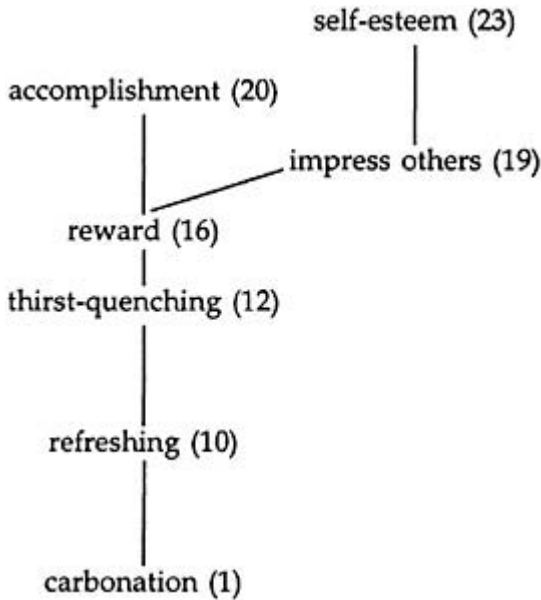 self-esteem (23)
accomplishment (20)
impress others (19)
reward (16)
thirst-quenching (12)
refreshing (10)
carbonation (1)